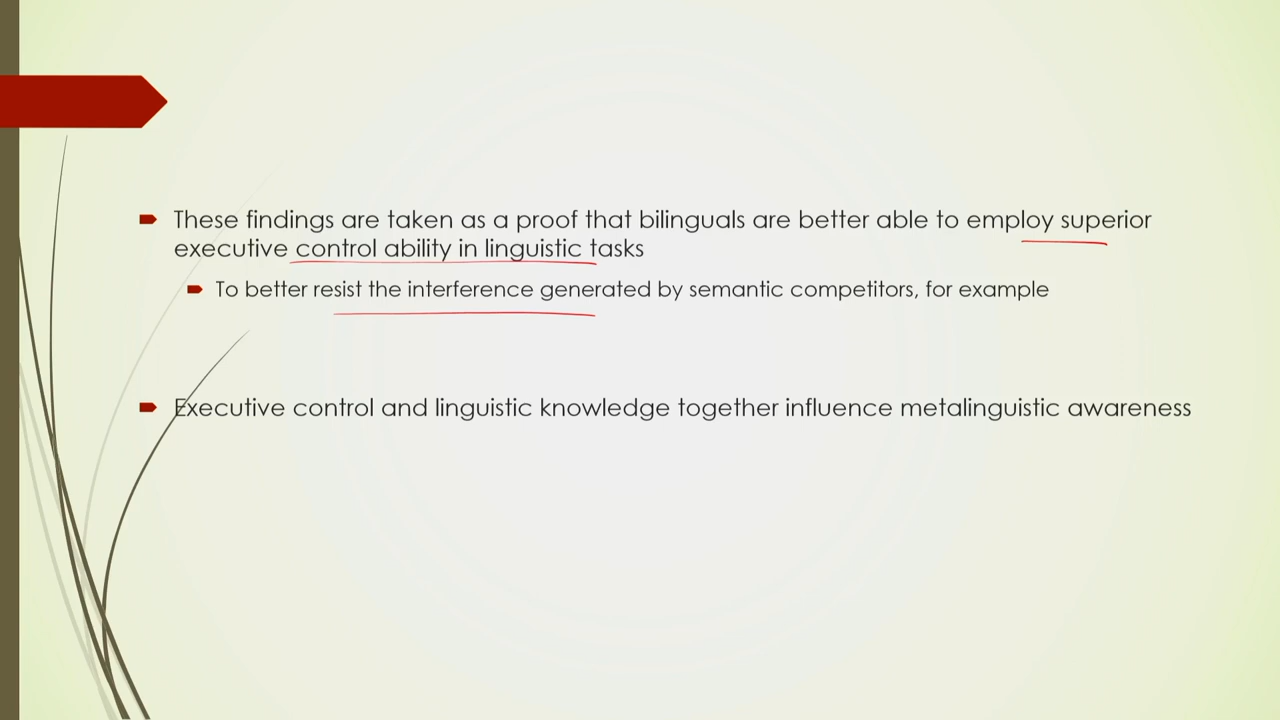 These findings are taken as a proof that bilinguals are better able to employ superior
executive control ability in linguistic tasks
To better resist the interference generated by semantic competitors, for example
Executive control and linguistic knowledge together influence metalinguistic awareness